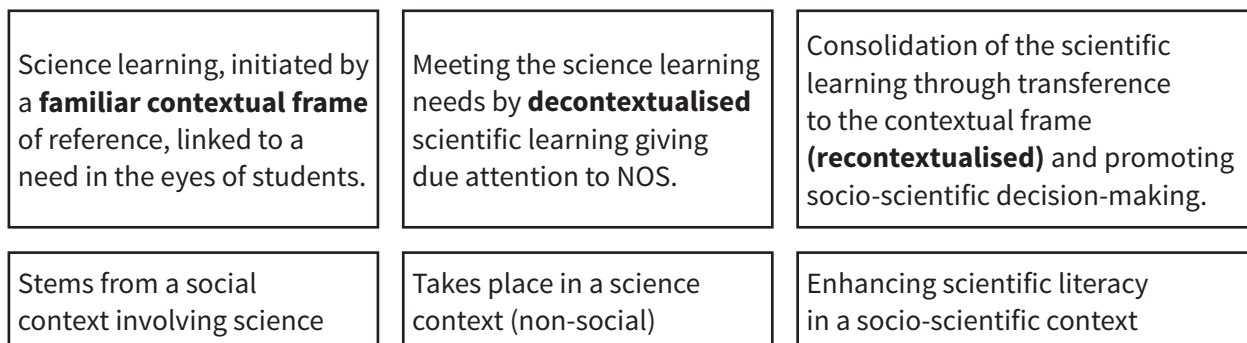 Science learning, initiated by
a familiar contextual frame
of reference, linked to a
need in the eyes of students.
Meeting the science learning
needs by decontextualised
scientific learning giving
due attention to NOS.
Consolidation of the scientific
learning through transference
to the contextual frame
(recontextualised) and promoting
socio-scientific decision-making.
Stems from a social
context involving science
Takes place in a science
context (non-social)
Enhancing scientific literacy
in a socio-scientific context